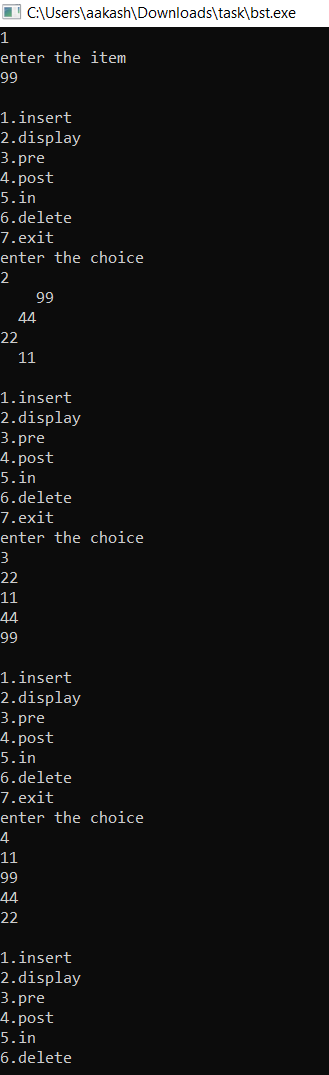 C:\Users\aakash\Downloads\task\bst.exe
1
enter the item
99

1.insert
2.display
3.pre
4.post
5.in
6.delete
7.exit
enter the choice
2
    99
  44
22
  11

1.insert
2.display
3.pre
4.post
5.in
6.delete
7.exit
enter the choice
3
22
11
44
99

1.insert
2.display
3.pre
4.post
5.in
6.delete
7.exit
enter the choice
4
11
99
44
22

1.insert
2.display
3.pre
4.post
5.in
6.delete